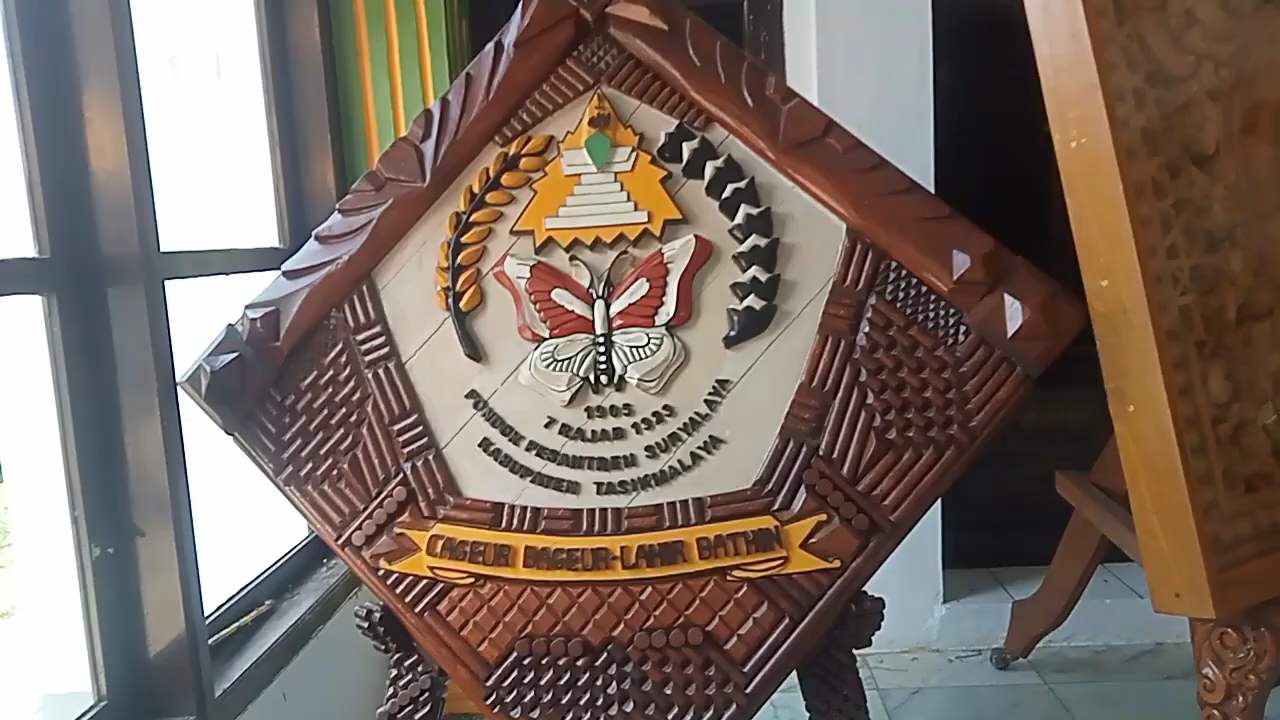 1905
7 RAJAB 1323
PONDOK PESANTREN SURYALAYA
KABUPATEN TASIKMALAYA
CAGEUR BAGEUR-LAHIR BATHIN